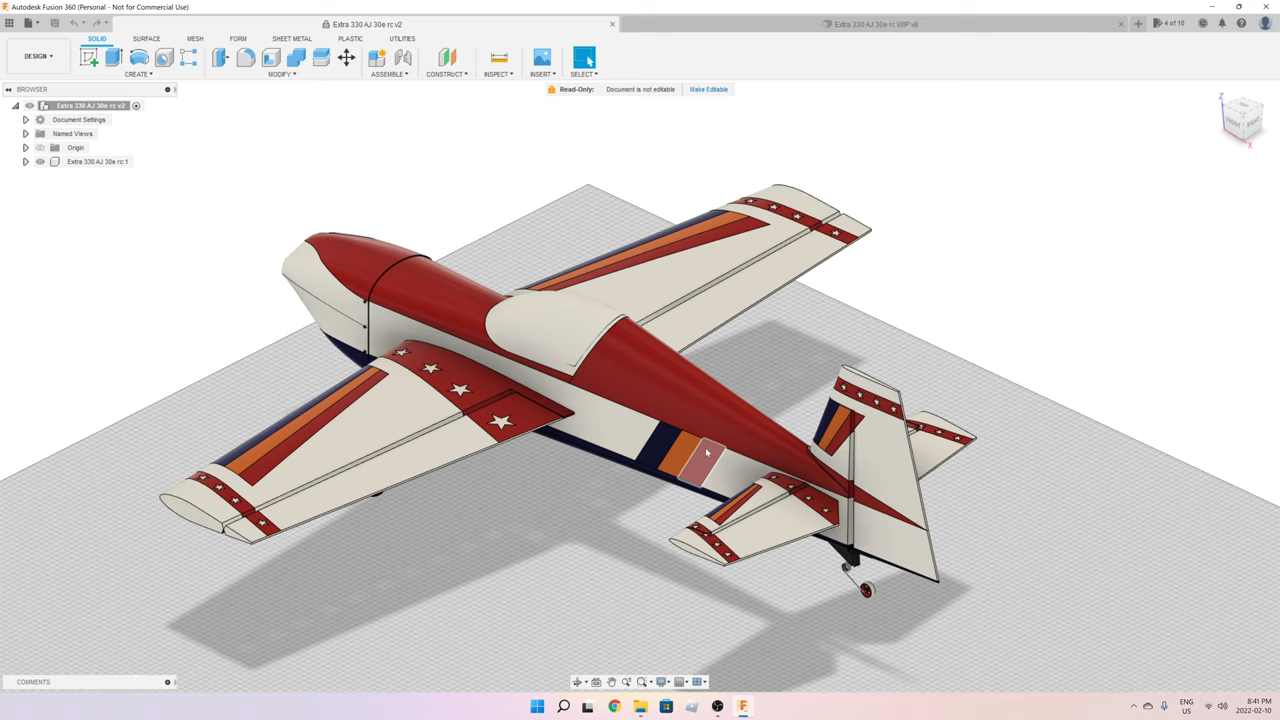 Autodesk Fusion 360 (Personal - Not for Commercial Use)
Extra 330 AJ 30e rc v2
Extra 330 AJ 30e rc WIP v8
4 of 10
DESIGN
SOLID SURFACE MESH FORM SHEET METAL PLASTIC UTILITIES
CREATE MODIFY ASSEMBLE CONSTRUCT INSPECT INSERT SELECT
BROWSER
Read-Only: Document is not editable Make Editable
Extra 330 AJ 30e rc v2
Document Settings
Named Views
Origin
Extra 330 AJ 30e rc:1
Z
X
COMMENTS
ENG
US
8:41 PM
2022-02-10